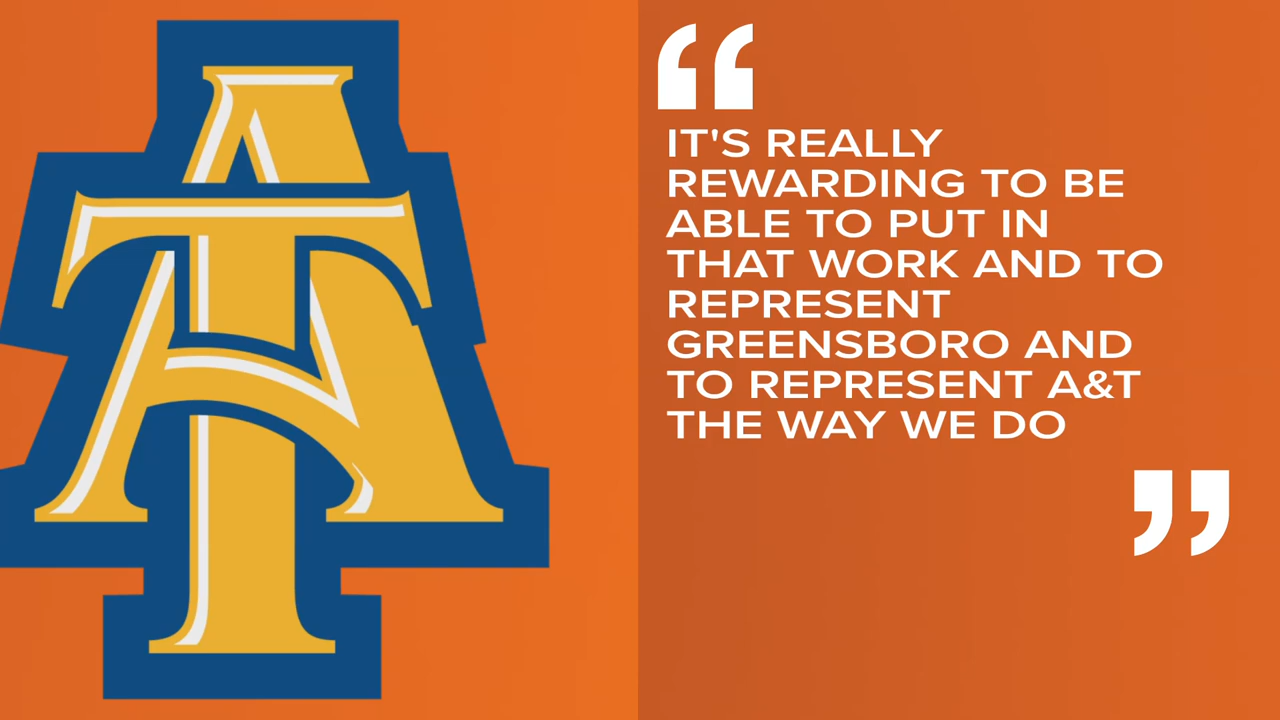 AT
“
IT'S REALLY
REWARDING TO BE
ABLE TO PUT IN
THAT WORK AND TO
REPRESENT
GREENSBORO AND
TO REPRESENT A&T
THE WAY WE DO
”